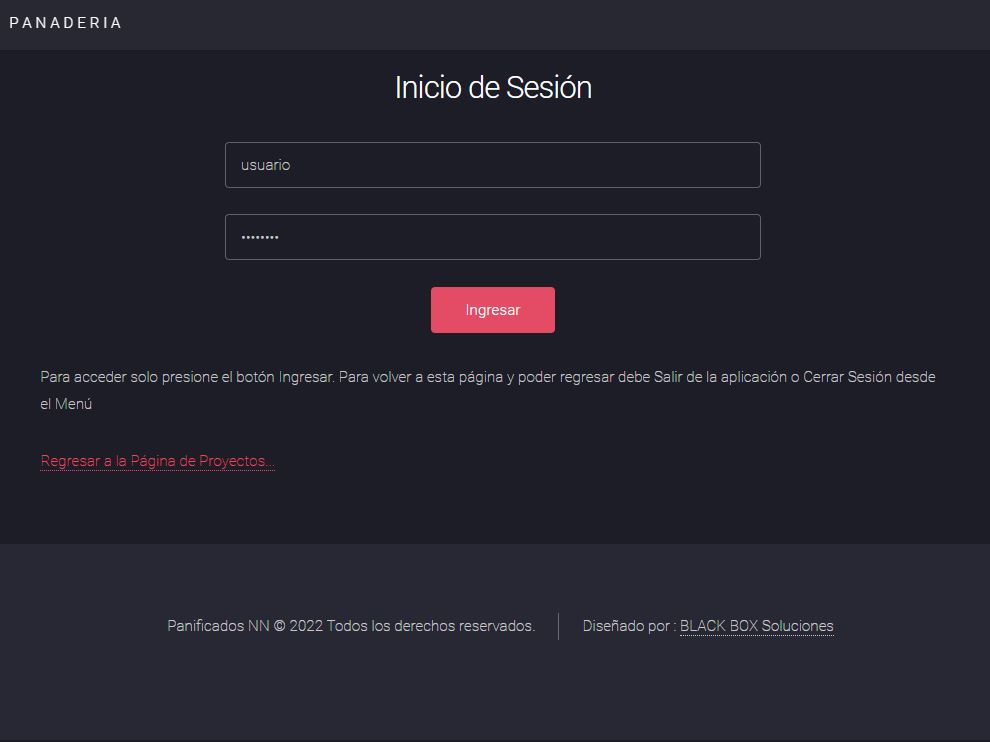 PANADERIA
Inicio de Sesión
usuario
••••••••
Ingresar
Para acceder solo presione el botón Ingresar. Para volver a esta página y poder regresar debe Salir de la aplicación o Cerrar Sesión desde
el Menú
Regresar a la Página de Proyectos...
Panificados NN © 2022 Todos los derechos reservados.
Diseñado por : BLACK BOX Soluciones